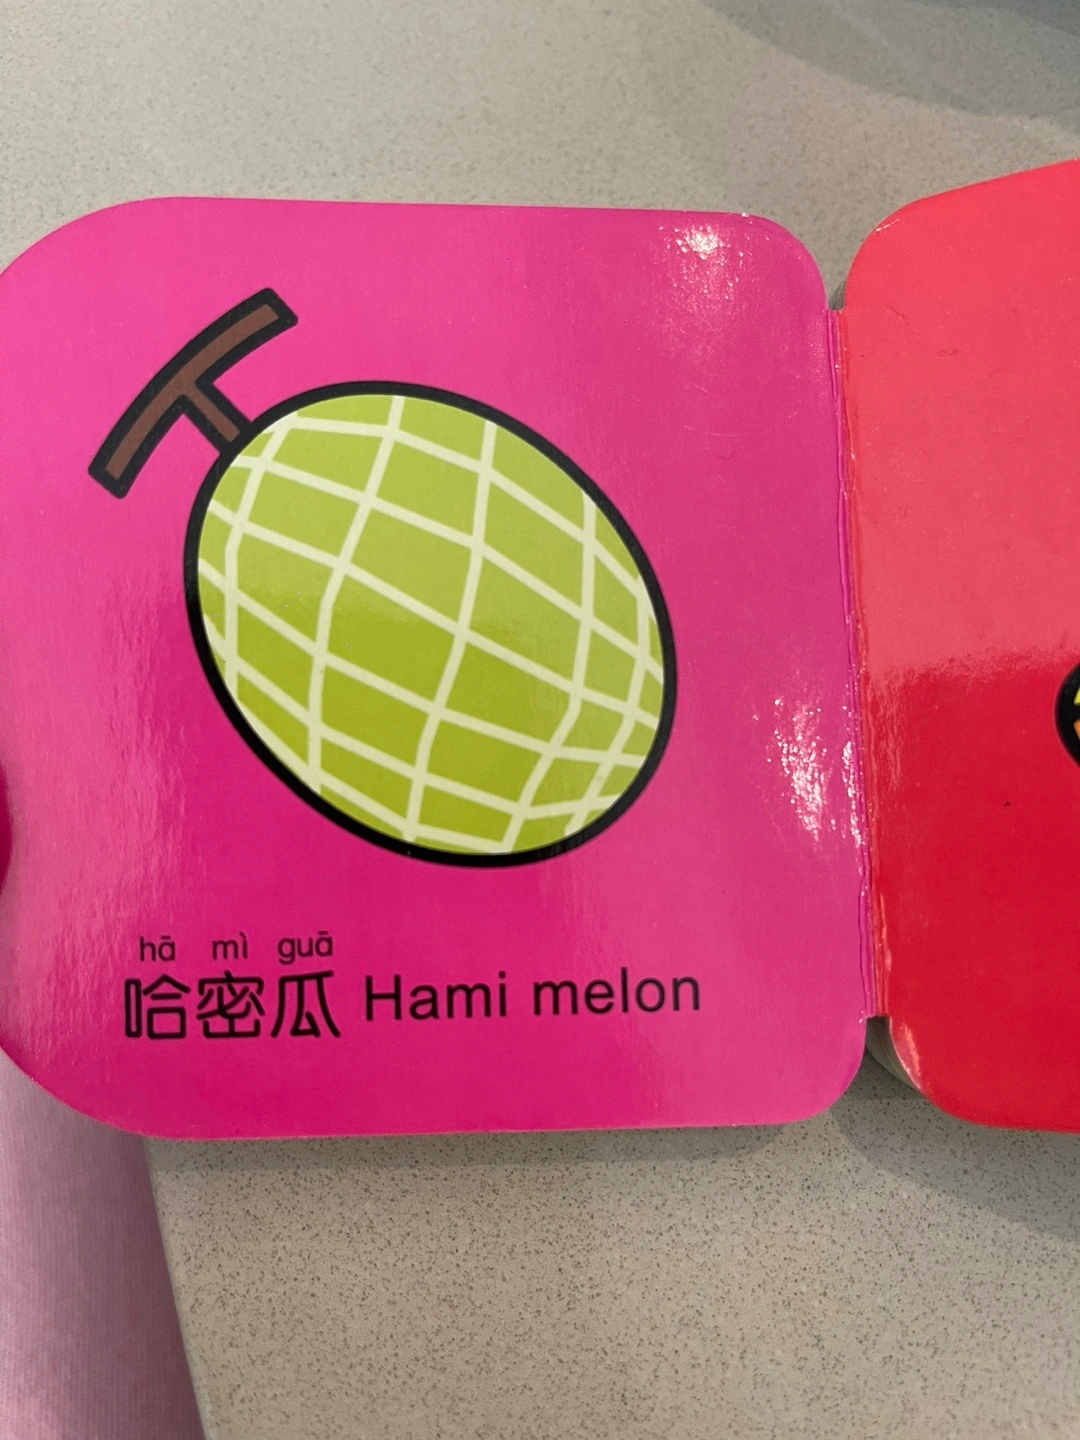 hā mì guā
哈密瓜 Hami melon